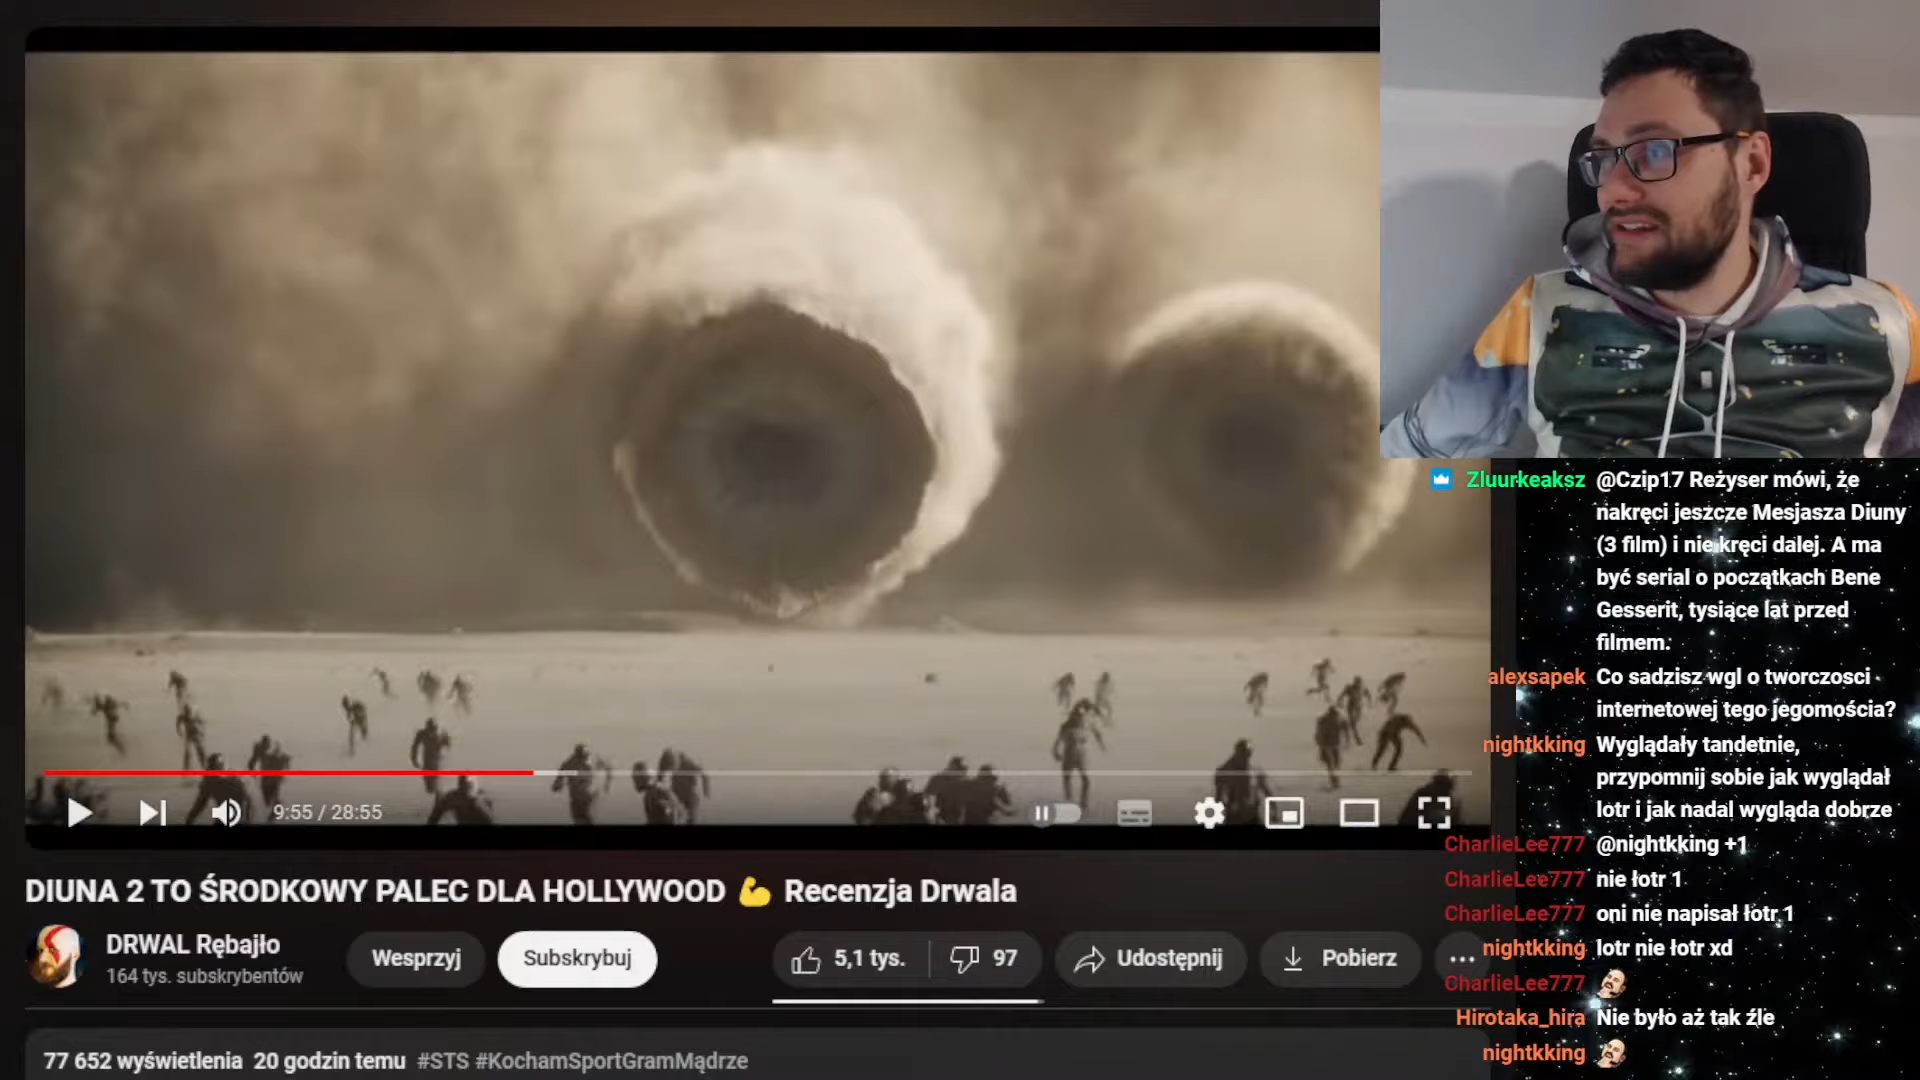 9:55 / 28:55
DIUNA 2 TO ŚRODKOWY PALEC DLA HOLLYWOOD 💪 Recenzja Drwala
DRWAL Rębajło
164 tys. subskrybentów
Wesprzyj
Subskrybuj
5,1 tys.
97
Udostępnij
Pobierz
77 652 wyświetlenia 20 godzin temu #STS #KochamSportGramMądrze
Zluurkeaksz @Czip17 Reżyser mówi, że
nakręci jeszcze Mesjasza Diuny
(3 film) i nie kręci dalej. A ma
być serial o początkach Bene
Gesserit, tysiące lat przed
filmem.
alexsapek Co sadzisz wgl o tworczosci
internetowej tego jegomościa?
nightkking Wyglądały tandetnie,
przypomnij sobie jak wyglądał
lotr i jak nadal wygląda dobrze
CharlieLee777 @nightkking +1
CharlieLee777 nie łotr 1
CharlieLee777 oni nie napisał łotr 1
nightkking lotr nie łotr xd
CharlieLee777
Hirotaka_hira Nie było aż tak źle
nightkking